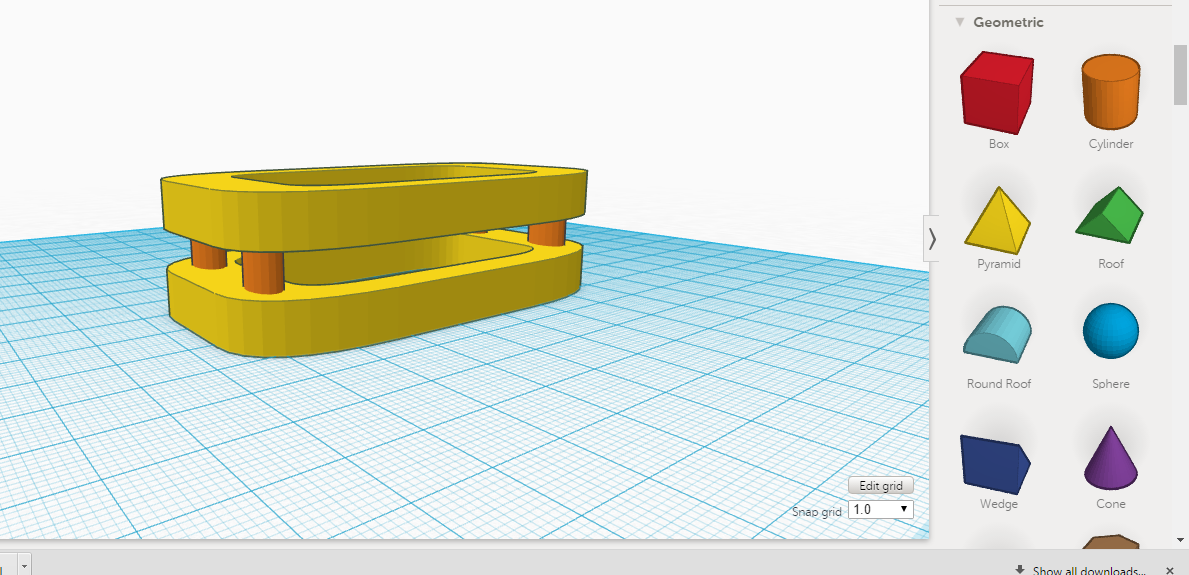 Geometric
Box
Cylinder
Pyramid
Roof
Round Roof
Sphere
Wedge
Cone
Edit grid
Snap grid 1.0
Show all downloads...